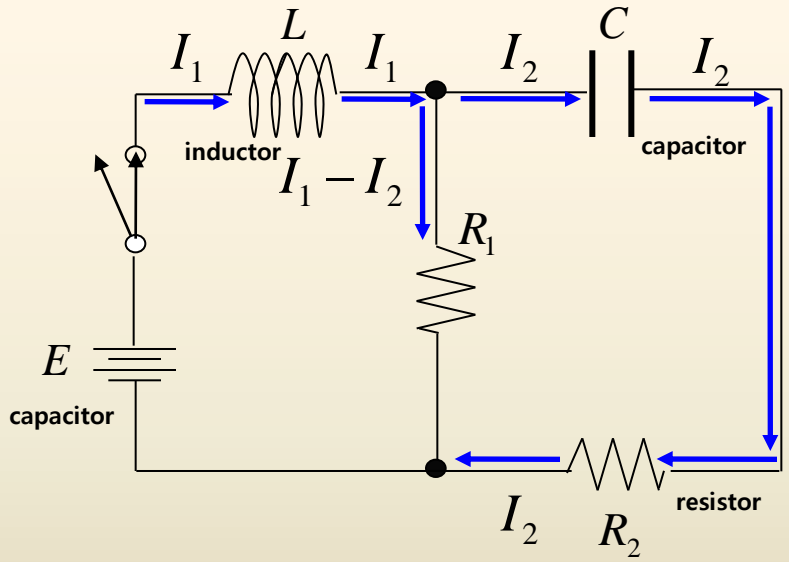 L
C
I₁
I₁
I₂
I₂
inductor
capacitor
I₁ − I₂
R₁
E
capacitor
resistor
I₂
R₂